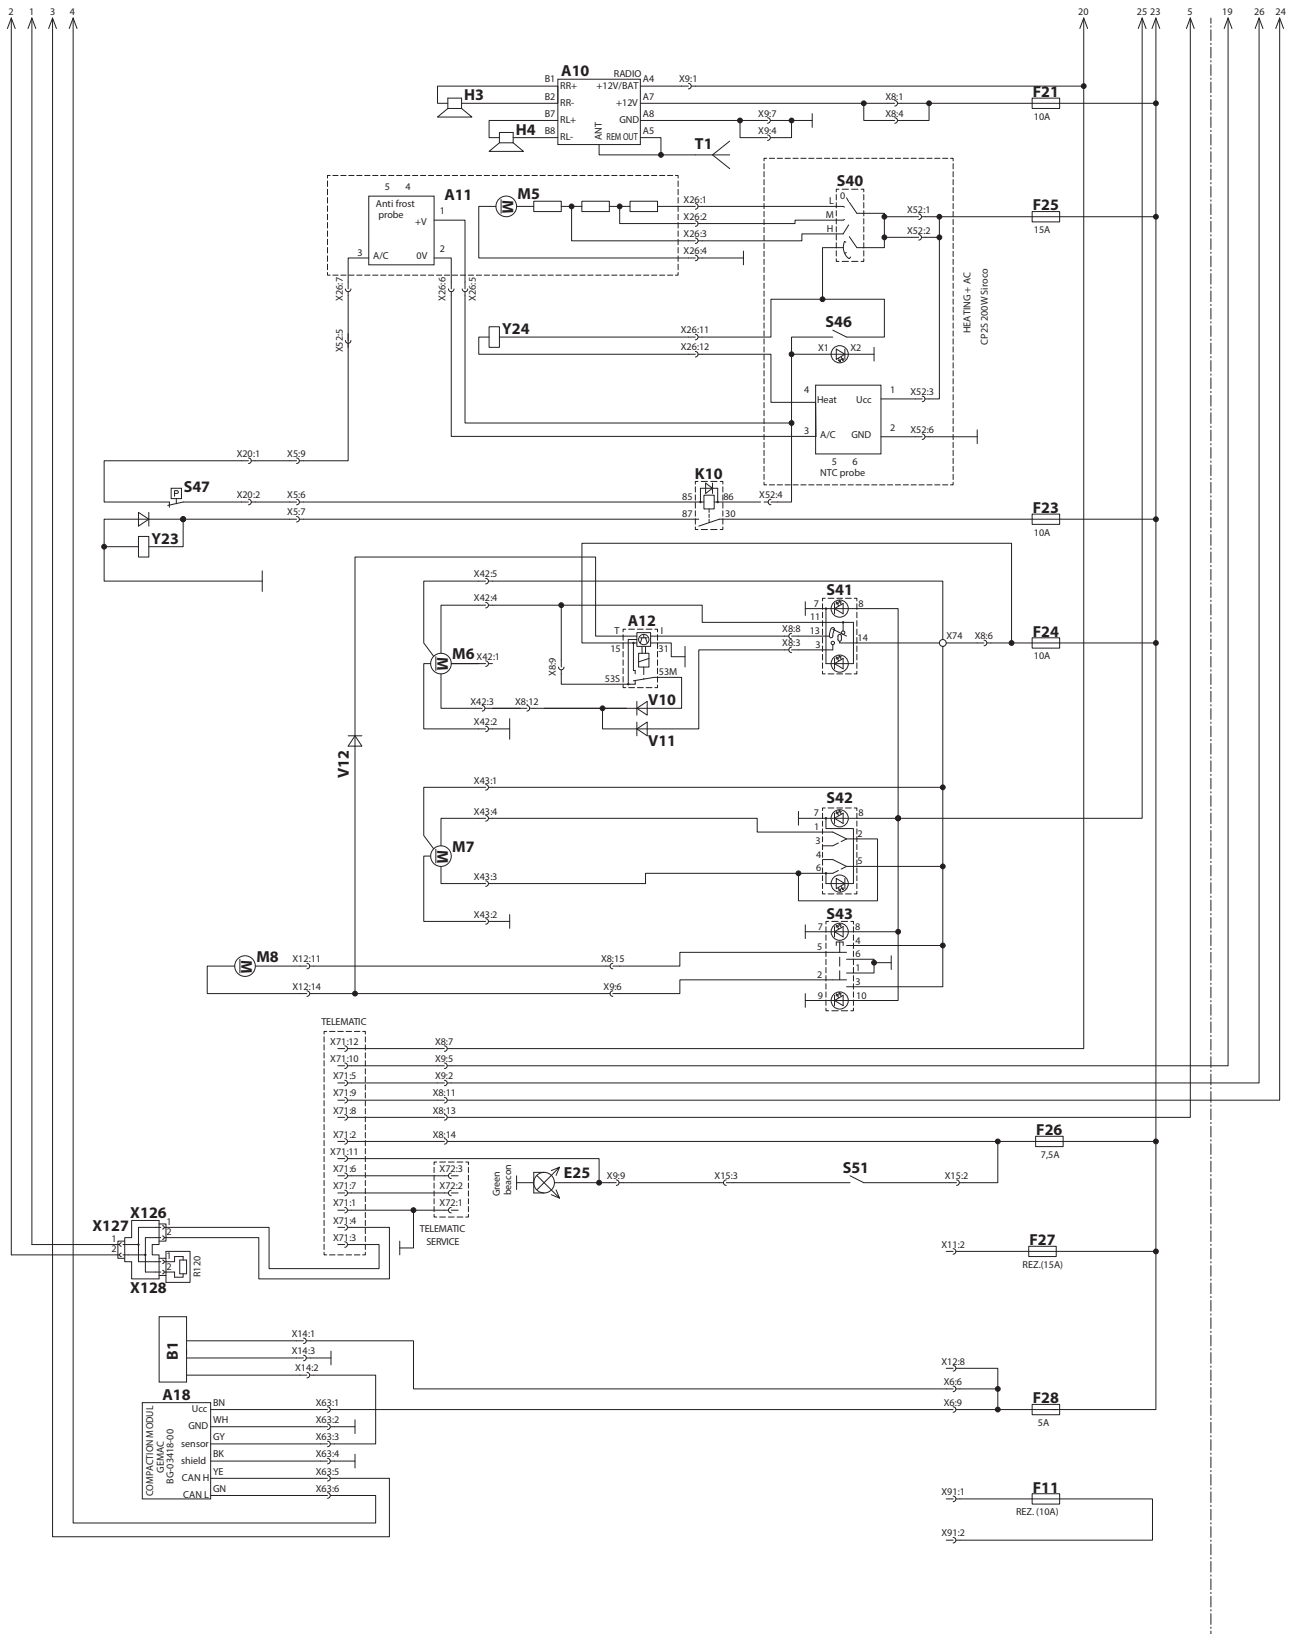 2 1 3 4 20 25 23 5 19 26 24
A10 RADIO
B1 RR+ +12V/BAT A4 X9:1
H3 B2 RR- +12V A7 X8:1 F21
B7 RL+ GND A8 X9:7 X8:4 10A
H4 B8 RL- ANT REM OUT A5 X9:4
T1
5 4 A11 M5 S40
Anti frost
probe
1 +V
3 A/C 0V 2
M
X26:1 L 0 X52:1 F25
X26:2 M
X26:3 H X52:2 15A
X26:4
X26:7 X26:6 X26:5
X52:5
HEATING + AC
CP2S 200W Siroco
Y24 X26:11 S46
X26:12 X1 X2
4 Heat Ucc 1 X52:3
3 A/C GND 2 X52:6
5 6
NTC probe
X20:1 X5:9
S47 P X20:2 X5:6 K10 85 86 X52:4
X5:7 87 30 F23
10A
Y23
X42:5 S41
X42:4 7 8
A12 11
T I X8:8 13 14 X74 X8:6 F24
15 31 X8:3 3 10A
M6 M X42:1 X8:9
53S 53M
X42:3 X8:12 V10
X42:2 V11
V12
X43:1 S42
X43:4 7 8
1 2
3
M7 M 4 5
6
X43:3
X43:2 S43
7 8
4
M8 M X12:11 X8:15 5 6
1
2 3
X12:14 X9:6 9 10
TELEMATIC
X71:12 X8:7
X71:10 X9:5
X71:5 X9:2
X71:9 X8:11
X71:8 X8:13
X71:2 X8:14 F26
X71:11 7,5A
X71:6 X72:3 Green
beacon E25 X9:9 X15:3 S51 X15:2
X71:7 X72:2
X71:1 X72:1
X71:4 TELEMATIC
SERVICE
X71:3
X127 X126 1
2
1
2
1
2 R120
X128
X11:2 F27
REZ.(15A)
B1 X14:1
X14:3
X14:2
X12:8
X6:6
A18 X6:9 F28
5A
COMPACTION MODUL
GEMAC
BG-03418-00
Ucc BN X63:1
GND WH X63:2
sensor GY X63:3
shield BK X63:4
CAN H YE X63:5
CAN L GN X63:6
X91:1 F11
REZ. (10A)
X91:2